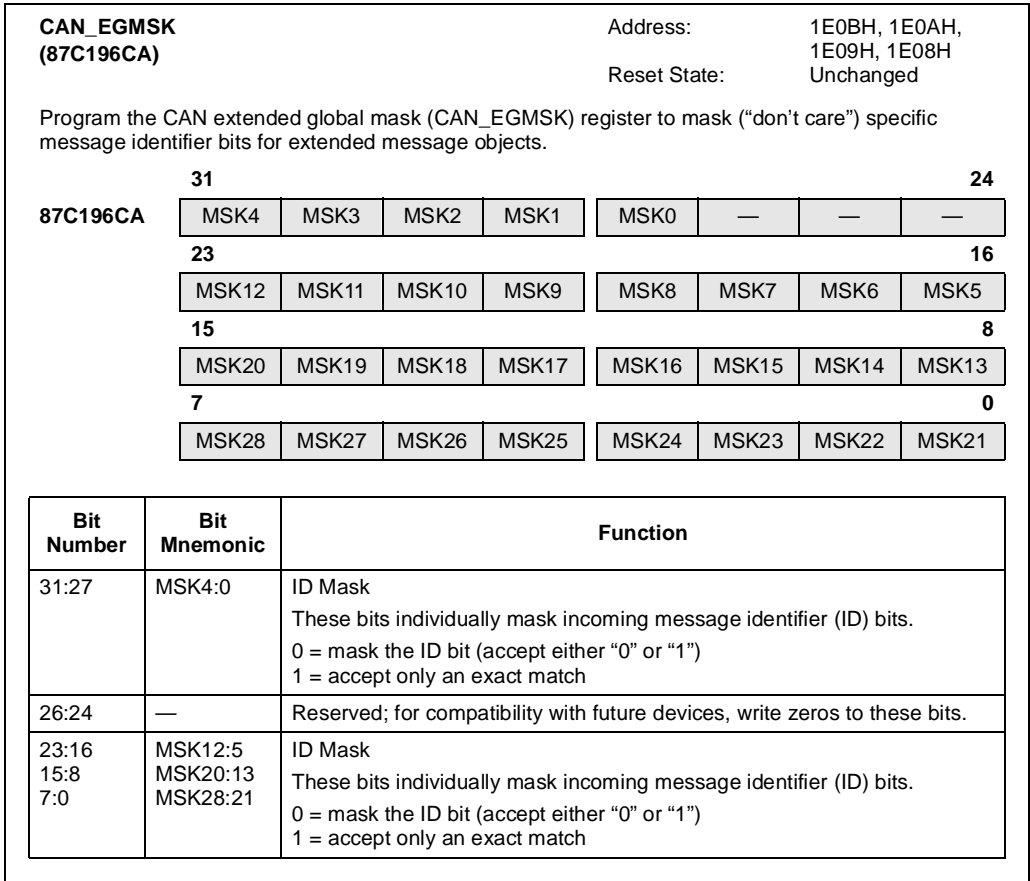 CAN_EGMSK
(87C196CA)
Address: 1E0BH, 1E0AH,
1E09H, 1E08H
Reset State: Unchanged
Program the CAN extended global mask (CAN_EGMSK) register to mask (“don’t care”) specific
message identifier bits for extended message objects.
31 24
87C196CA MSK4 MSK3 MSK2 MSK1 MSK0 — — —
23 16
MSK12 MSK11 MSK10 MSK9 MSK8 MSK7 MSK6 MSK5
15 8
MSK20 MSK19 MSK18 MSK17 MSK16 MSK15 MSK14 MSK13
7 0
MSK28 MSK27 MSK26 MSK25 MSK24 MSK23 MSK22 MSK21
Bit Number Bit Mnemonic Function
31:27 MSK4:0 ID Mask
These bits individually mask incoming message identifier (ID) bits.
0 = mask the ID bit (accept either “0” or “1”)
1 = accept only an exact match
26:24 — Reserved; for compatibility with future devices, write zeros to these bits.
23:16 MSK12:5 ID Mask
15:8 MSK20:13 These bits individually mask incoming message identifier (ID) bits.
7:0 MSK28:21
0 = mask the ID bit (accept either “0” or “1”)
1 = accept only an exact match